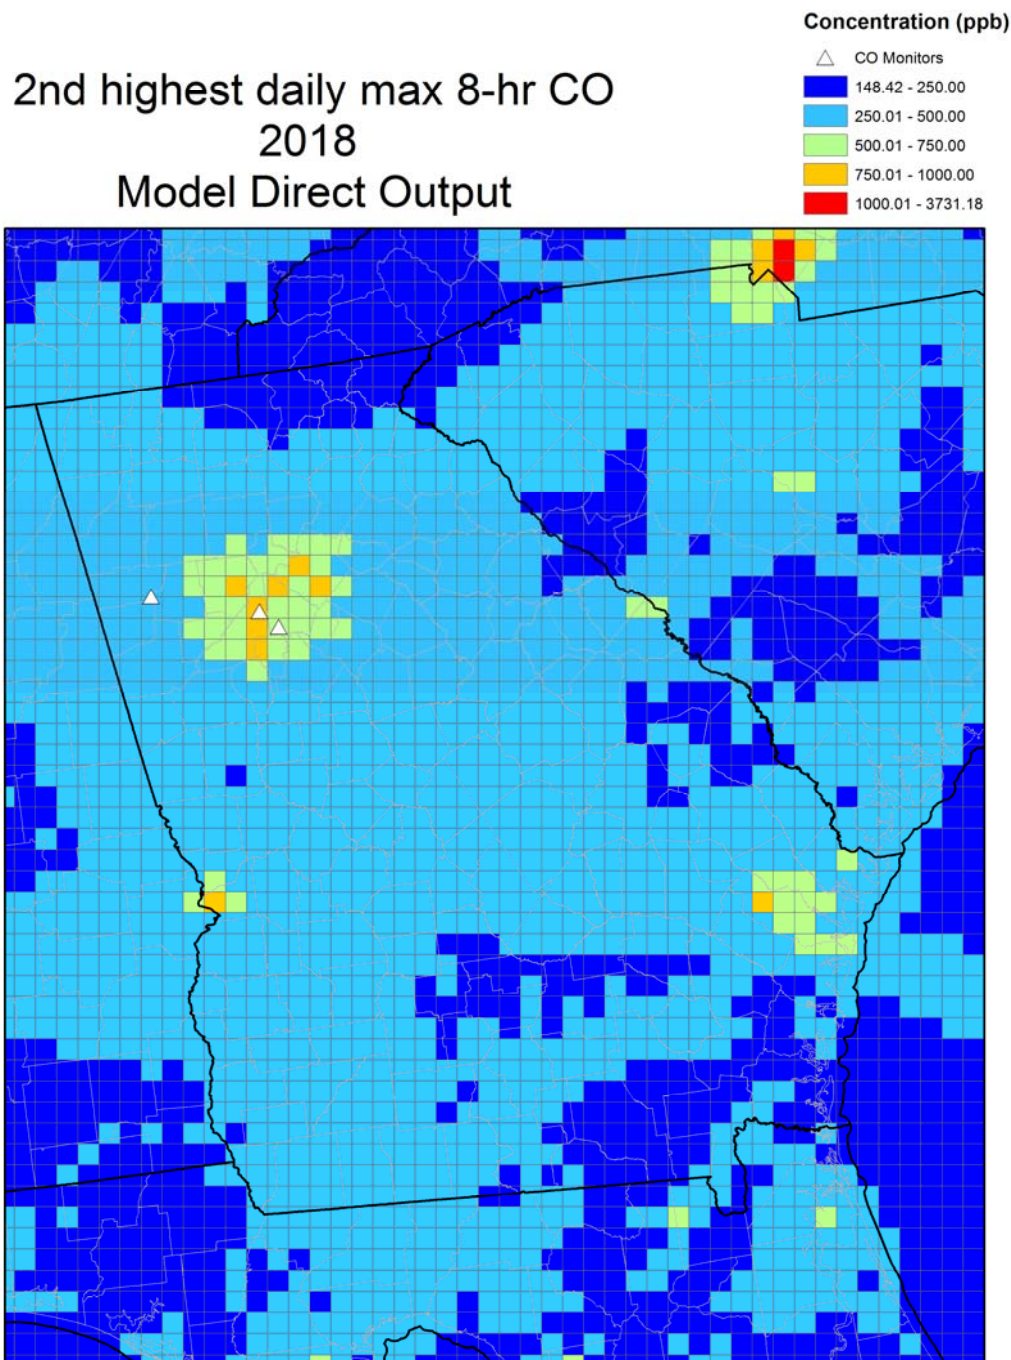 Concentration (ppb)
CO Monitors
148.42 - 250.00
250.01 - 500.00
500.01 - 750.00
750.01 - 1000.00
1000.01 - 3731.18
2nd highest daily max 8-hr CO
2018
Model Direct Output